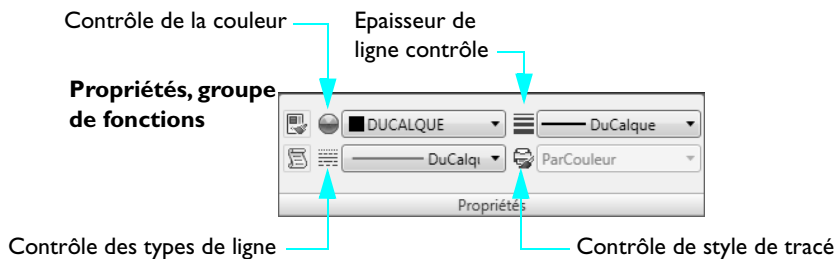 Contrôle de la couleur
Epaisseur de
ligne contrôle
Propriétés, groupe
de fonctions
DUCALQUE
DuCalque
DuCalqu
ParCouleur
Propriétés
Contrôle des types de ligne
Contrôle de style de tracé